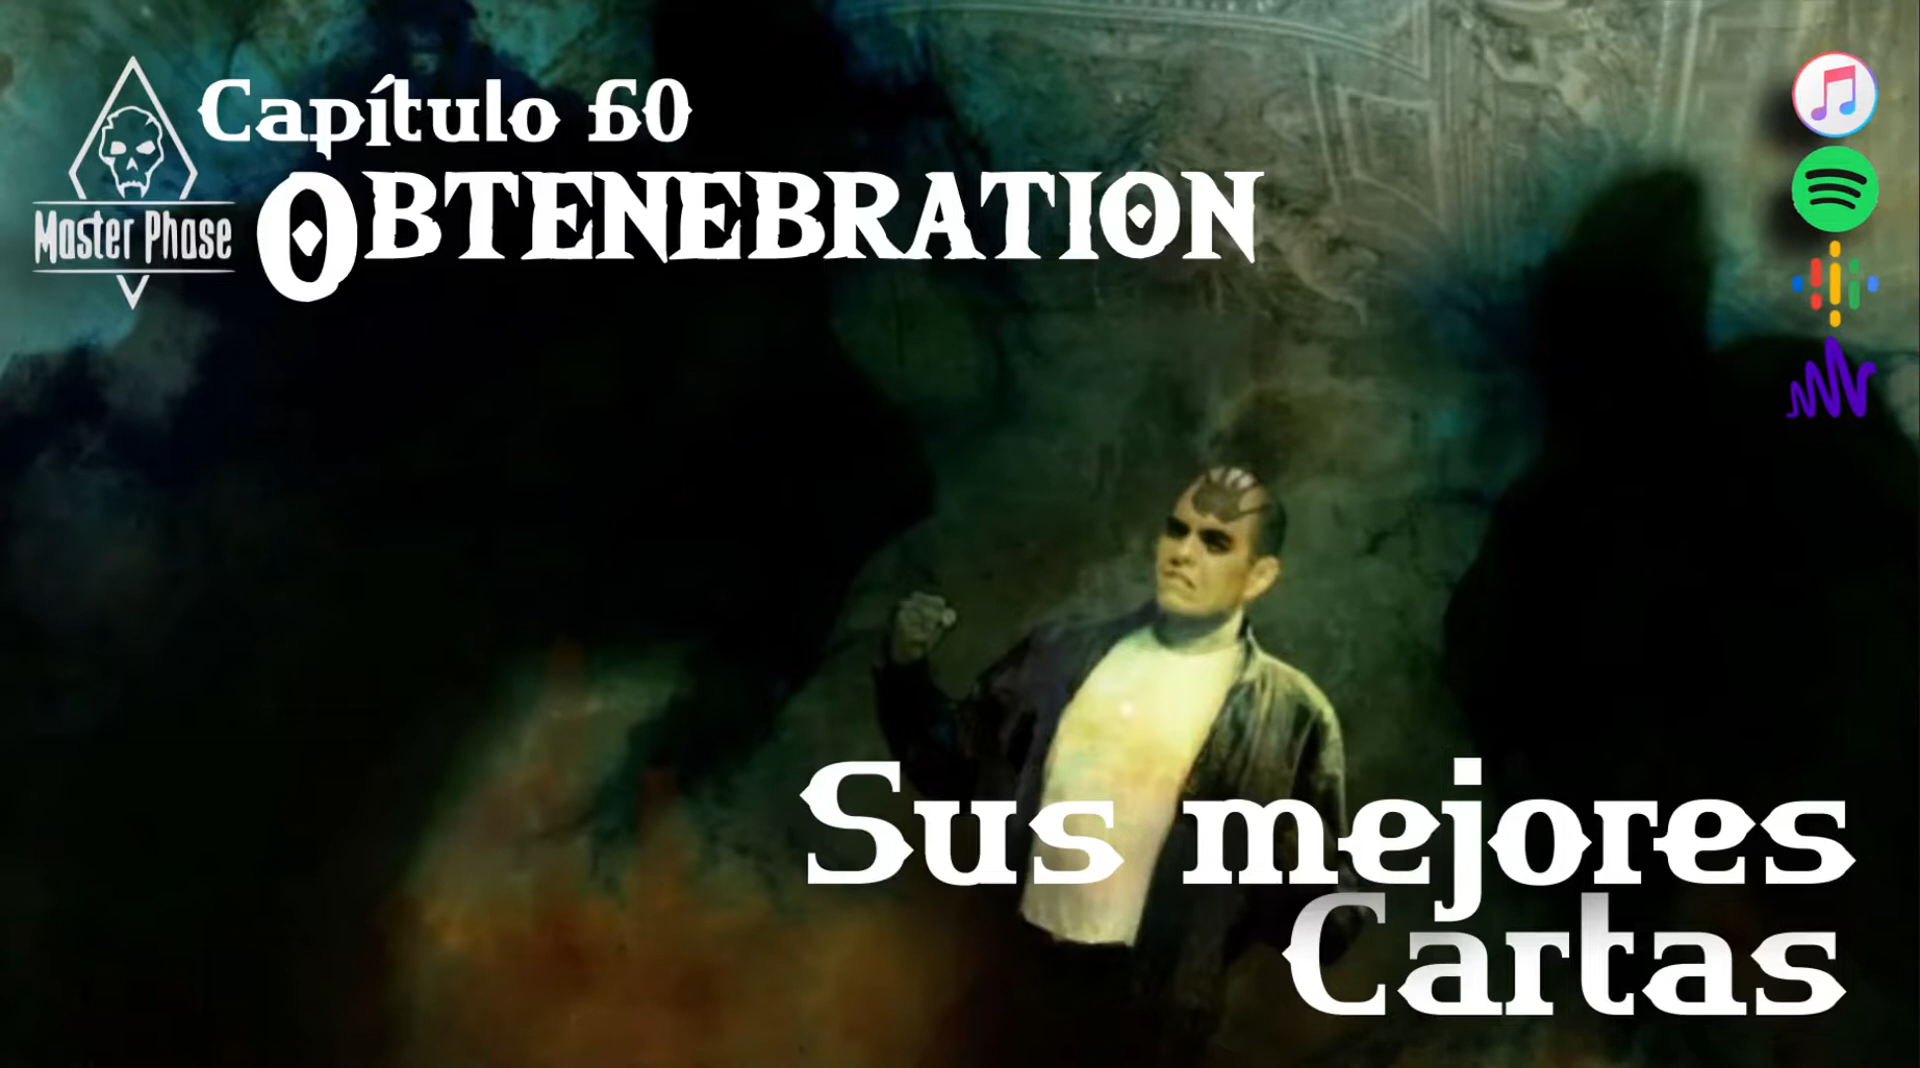 Capítulo 60
Master Phase
OBTENEBRATION
Sus mejores
Cartas